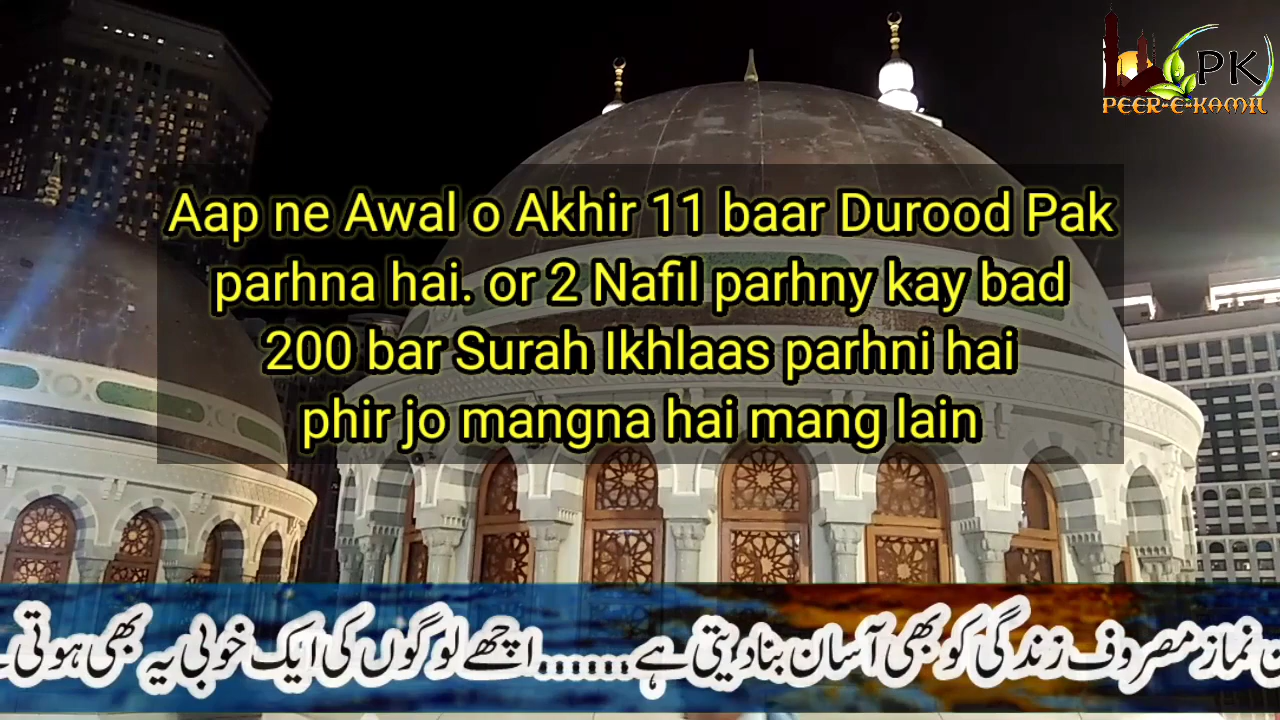 PK
PEER-E-KAMIL
Aap ne Awal o Akhir 11 baar Durood Pak
parhna hai. or 2 Nafil parhny kay bad
200 bar Surah Ikhlaas parhni hai
phir jo mangna hai mang lain
نماز مصروف زندگی کو بھی آسان بنا دیتی ہے......اچھے لوگوں کی ایک خوبی یہ بھی ہوتی